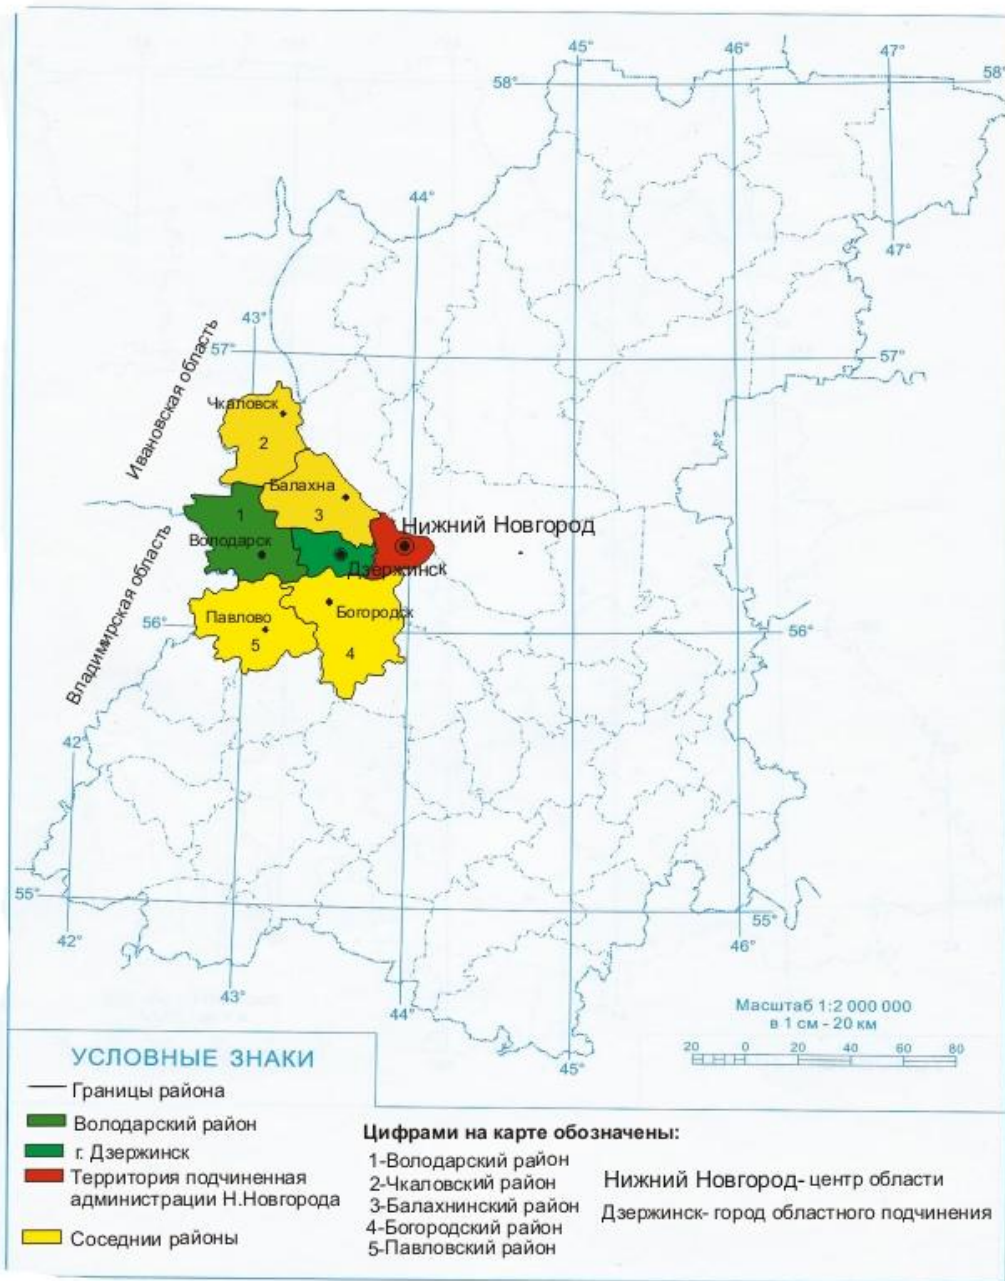 45°
46°
47°
58°
58°
44°
47°
43°
57°
57°
Ивановская область
Чкаловск
2
Балахна
3
1
Нижний Новгород
Володарск
Дзержинск
Владимирская область
Павлово
Богородск
56°
56°
5
4
42°
55°
55°
42°
46°
43°
44°
45°
Масштаб 1:2 000 000
в 1 см - 20 км
20 0 20 40 60 80
УСЛОВНЫЕ ЗНАКИ
Границы района
Володарский район
г. Дзержинск
Территория подчиненная
администрации Н.Новгорода
Соседнии районы
Цифрами на карте обозначены:
1-Володарский район
2-Чкаловский район
3-Балахнинский район
4-Богородский район
5-Павловский район
Нижний Новгород- центр области
Дзержинск- город областного подчинения